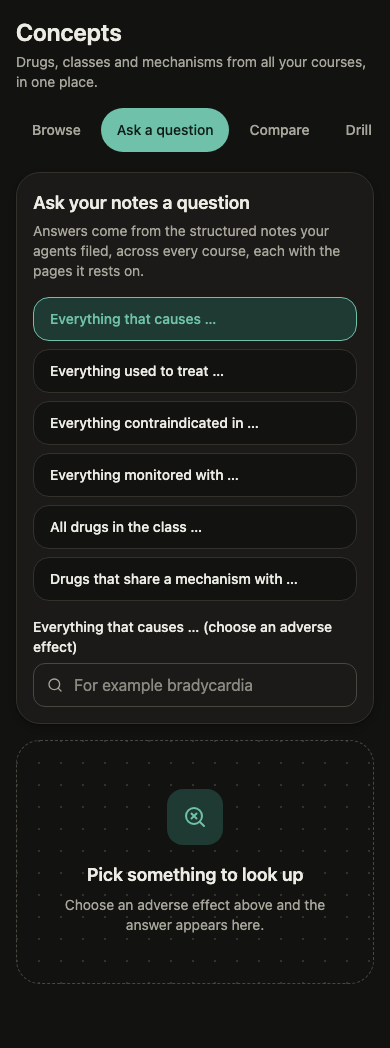 Concepts
Drugs, classes and mechanisms from all your courses,
in one place.
Browse
Ask a question
Compare
Drill
Ask your notes a question
Answers come from the structured notes your
agents filed, across every course, each with the
pages it rests on.
Everything that causes ...
Everything used to treat ...
Everything contraindicated in ...
Everything monitored with ...
All drugs in the class ...
Drugs that share a mechanism with ...
Everything that causes ... (choose an adverse
effect)
For example bradycardia
Pick something to look up
Choose an adverse effect above and the
answer appears here.